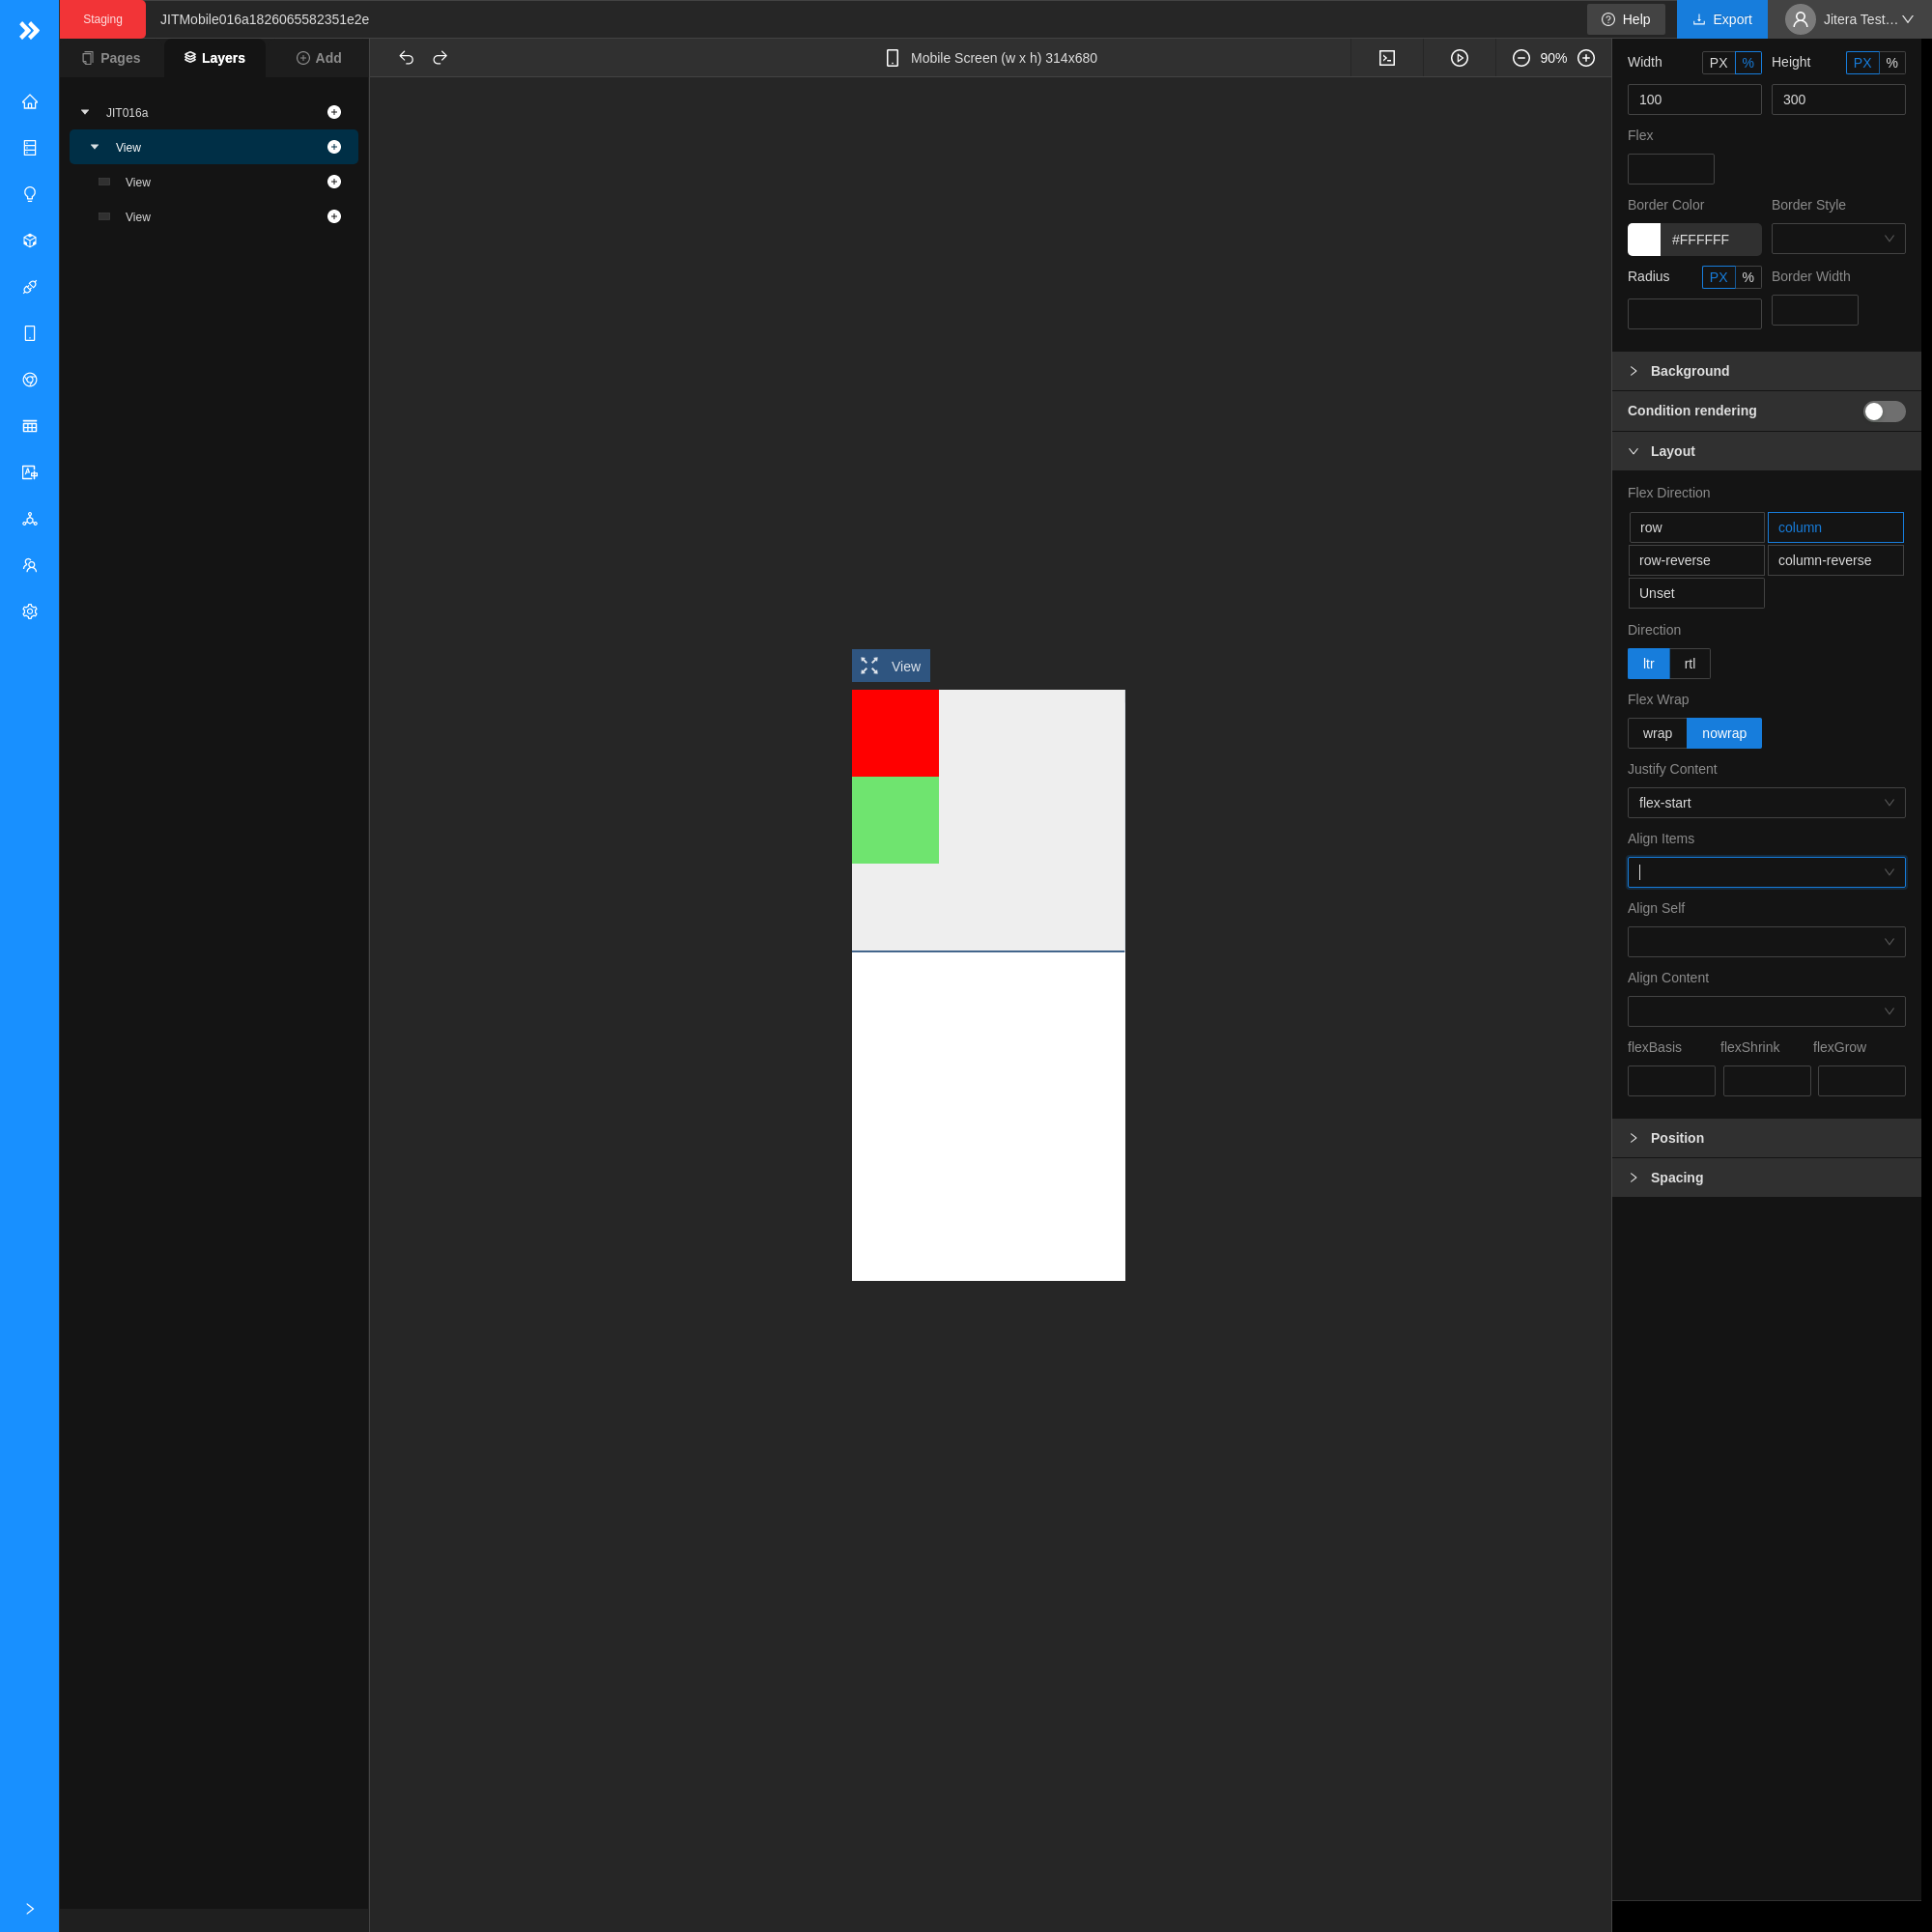 Staging
JITMobile016a1826065582351e2e
Help
Export
Jitera Test…
Pages
Layers
Add
Mobile Screen (w x h) 314x680
90%
JIT016a
View
View
View
View
Width PX % Height PX %
100 300
Flex
Border Color Border Style
#FFFFFF
Radius PX % Border Width
Background
Condition rendering
Layout
Flex Direction
row column
row-reverse column-reverse
Unset
Direction
ltr rtl
Flex Wrap
wrap nowrap
Justify Content
flex-start
Align Items
Align Self
Align Content
flexBasis flexShrink flexGrow
Position
Spacing